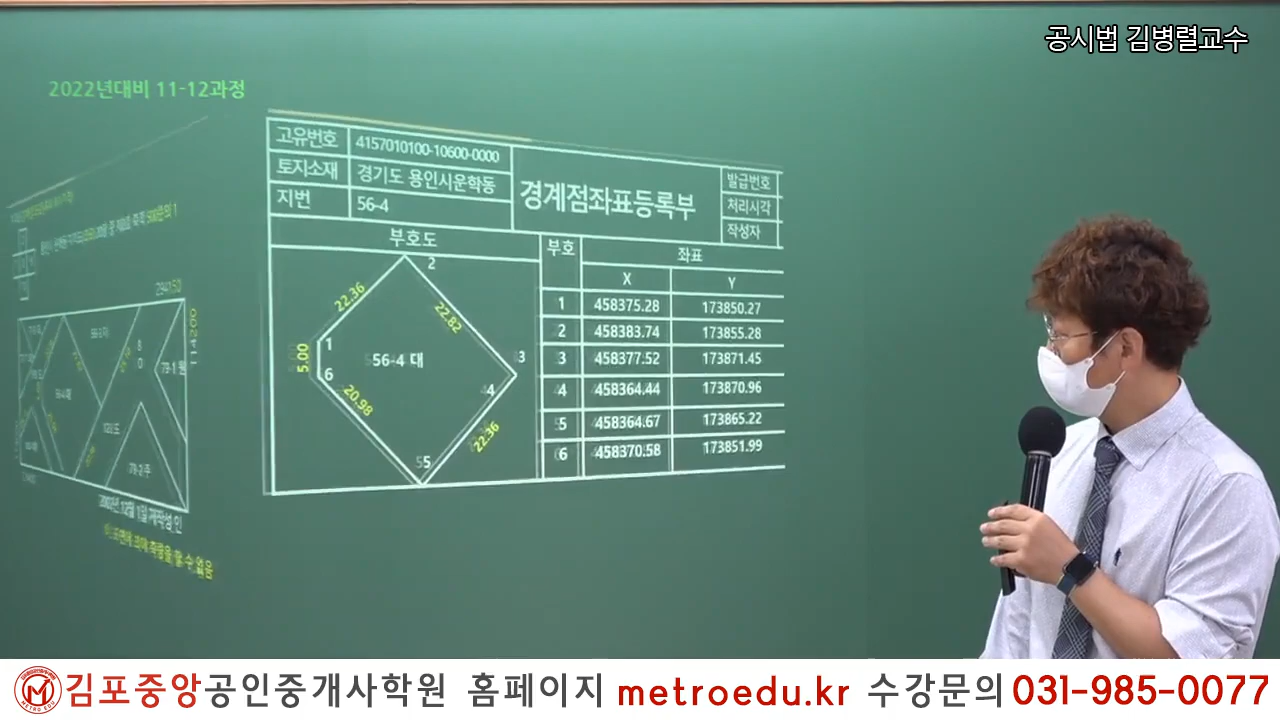 공시법 김병렬교수
2022년대비 11-12과정
고유번호 4157010100-10600-0000
토지소재 경기도 용인시운학동
지번 56-4
경계점좌표등록부
발급번호
처리시각
작성자
부호도 부호 좌표
X Y
1 458375.28 173850.27
2 458383.74 173855.28
3 458377.52 173871.45
4 458364.44 173870.96
5 458364.67 173865.22
6 458370.58 173851.99
2
22.36 22.82
1 56-4 대 3
5.00
6 4
20.98 22.36
5
114200
79-1 원
METRO EDU
김포중앙공인중개사학원 홈페이지 metroedu.kr 수강문의 031-985-0077